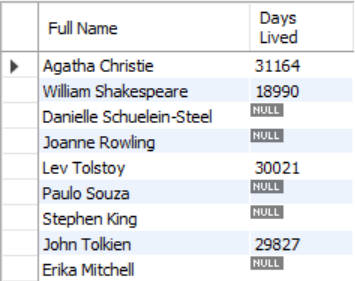 Full Name Days Lived
Agatha Christie 31164
William Shakespeare 18990
Danielle Schuelein-Steel NULL
Joanne Rowling NULL
Lev Tolstoy 30021
Paulo Souza NULL
Stephen King NULL
John Tolkien 29827
Erika Mitchell NULL